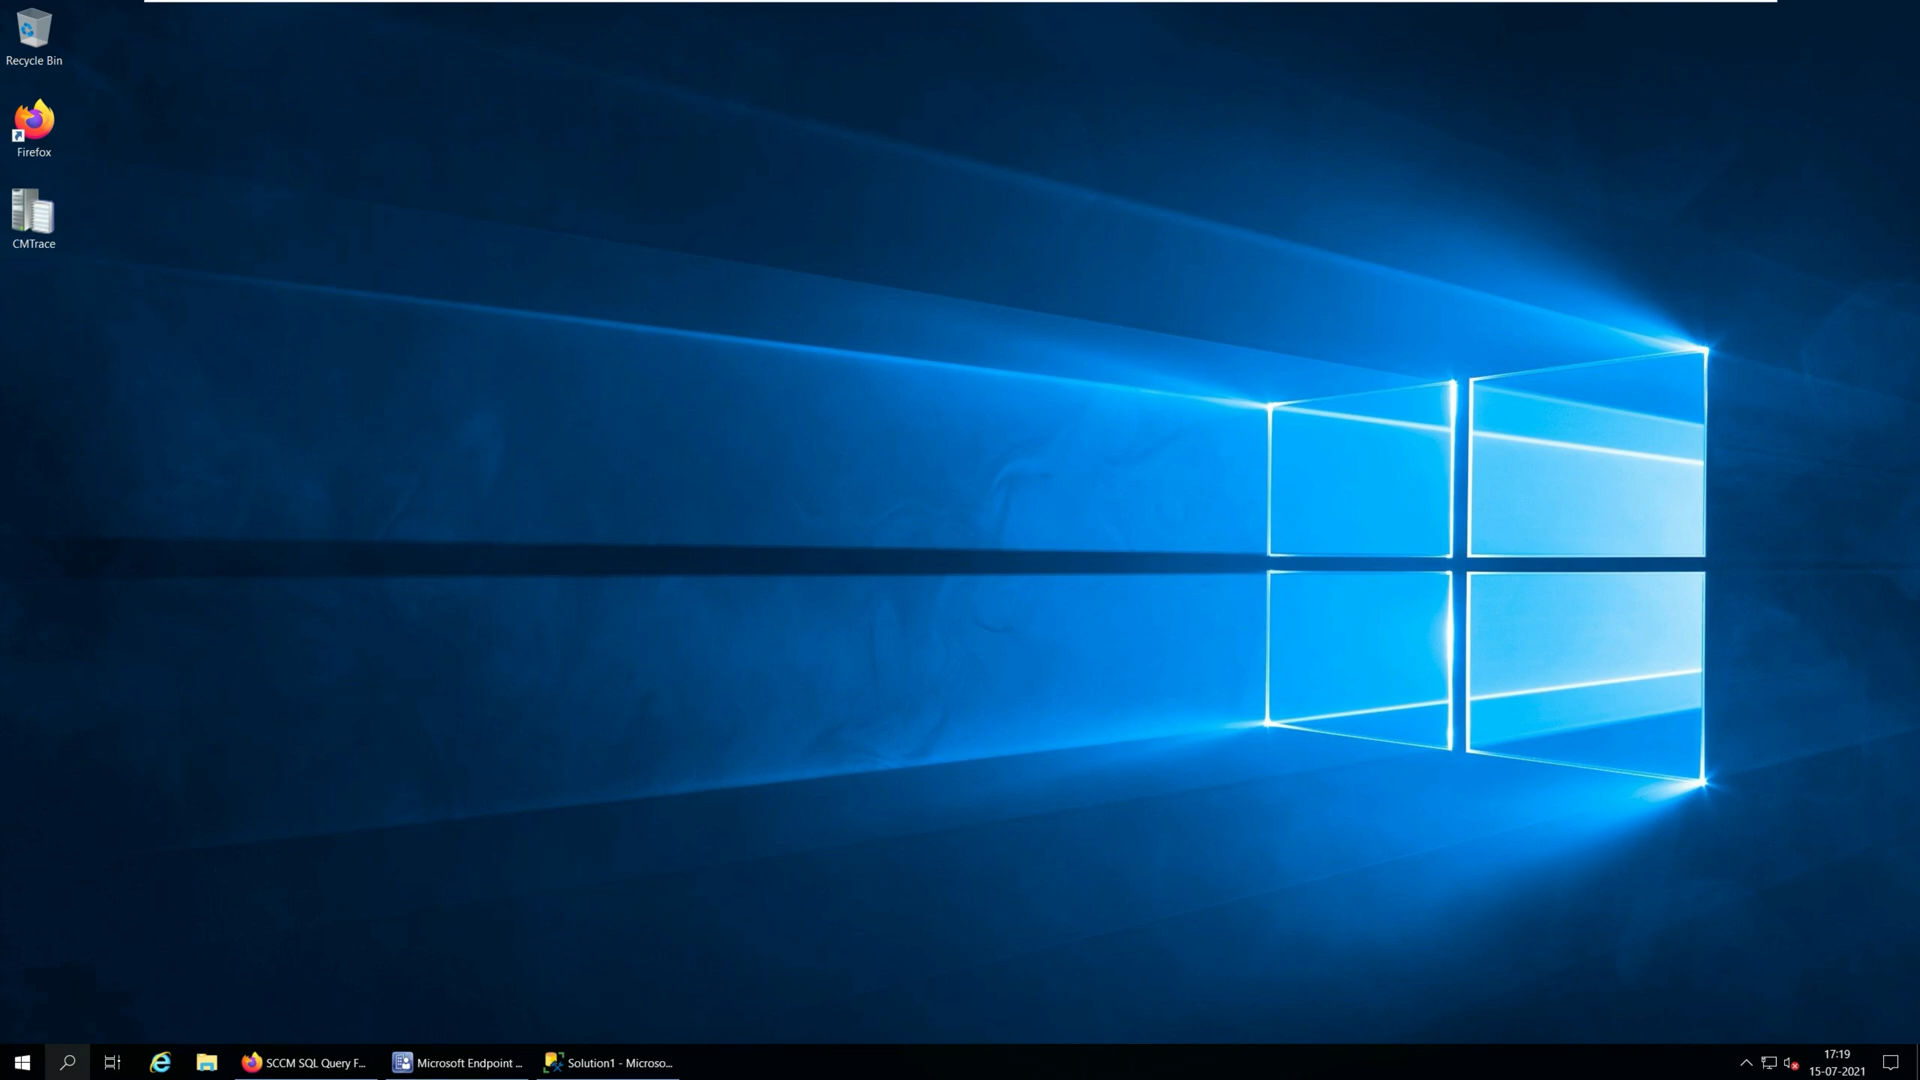 Recycle Bin
Firefox
CMTrace
SCCM SQL Query F...
Microsoft Endpoint ...
Solution1 - Microso...
17:19
15-07-2021